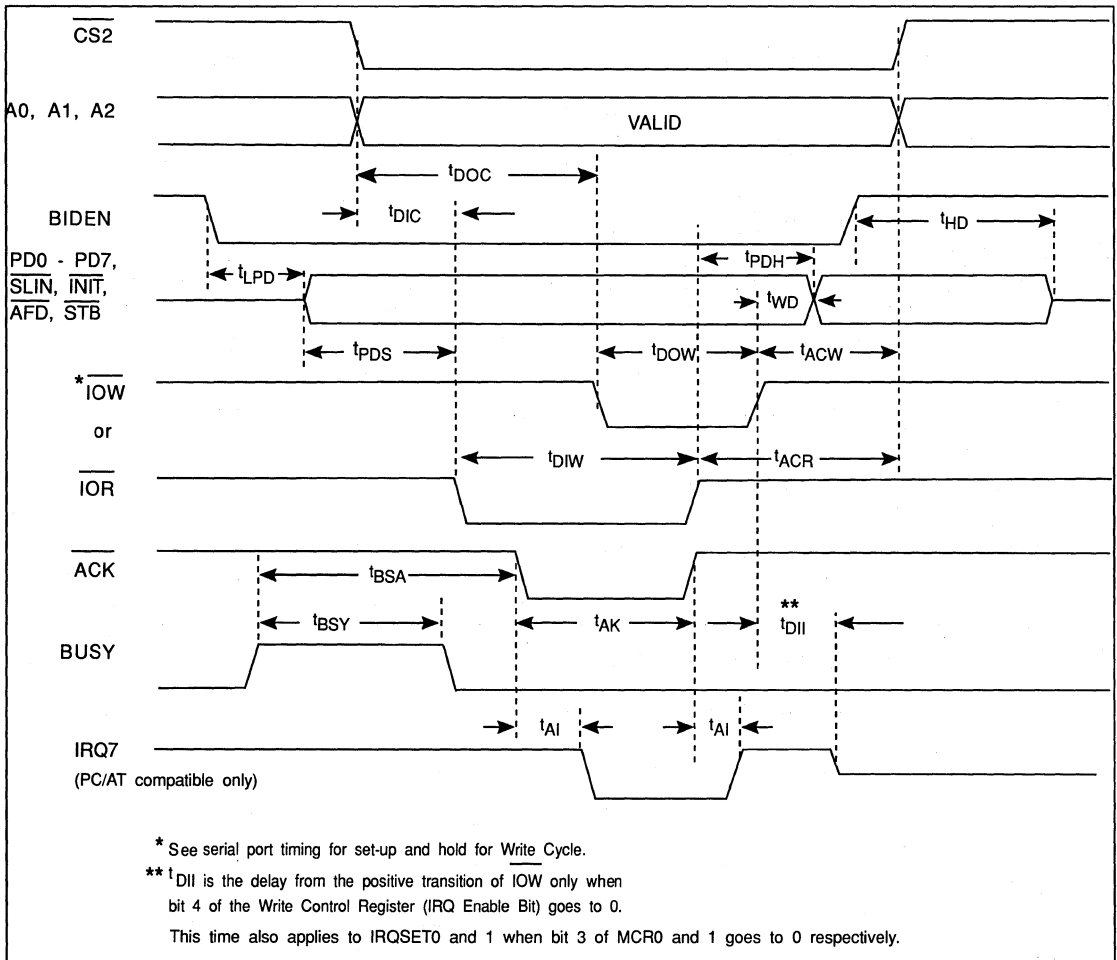 CS2
A0, A1, A2
VALID
tDOC
BIDEN
tDIC
tHD
PD0 - PD7,
SLIN, INIT,
AFD, STB
tLPD
tPDH
tWD
tPDS
tDOW
tACW
*IOW
or
tDIW
tACR
IOR
ACK
tBSA
tBSY
tAK
**
tDII
BUSY
tAI
tAI
IRQ7
(PC/AT compatible only)
* See serial port timing for set-up and hold for Write Cycle.
** tDII is the delay from the positive transition of IOW only when
bit 4 of the Write Control Register (IRQ Enable Bit) goes to 0.
This time also applies to IRQSET0 and 1 when bit 3 of MCR0 and 1 goes to 0 respectively.